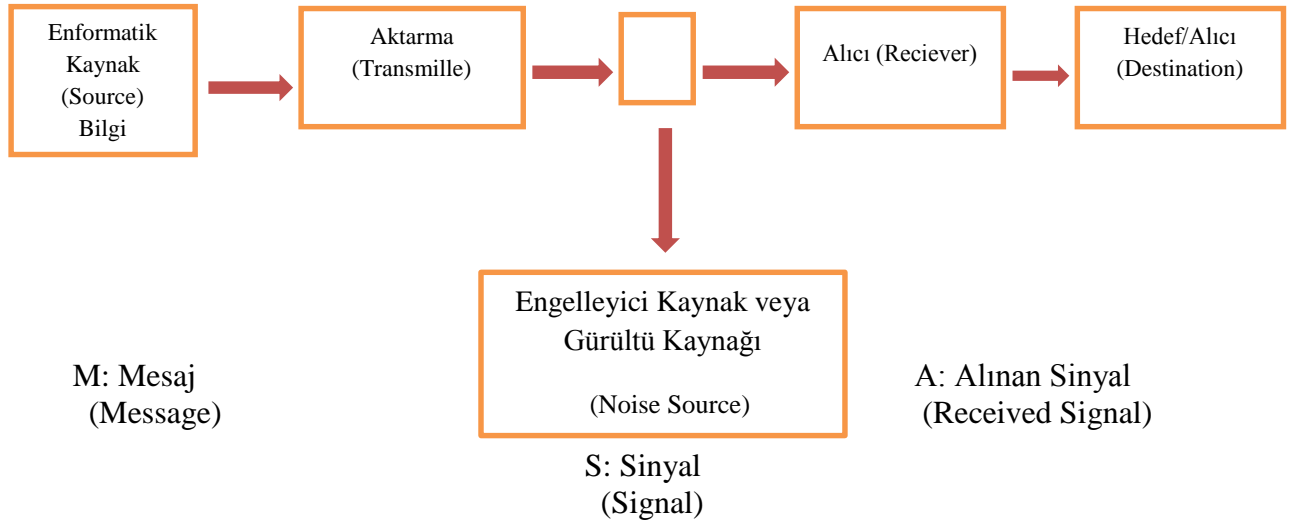 Enformatik
Kaynak
(Source)
Bilgi
Aktarma
(Transmille)
Alıcı (Reciever)
Hedef/Alıcı
(Destination)
Engelleyici Kaynak veya
Gürültü Kaynağı
(Noise Source)
M: Mesaj
(Message)
A: Alınan Sinyal
(Received Signal)
S: Sinyal
(Signal)